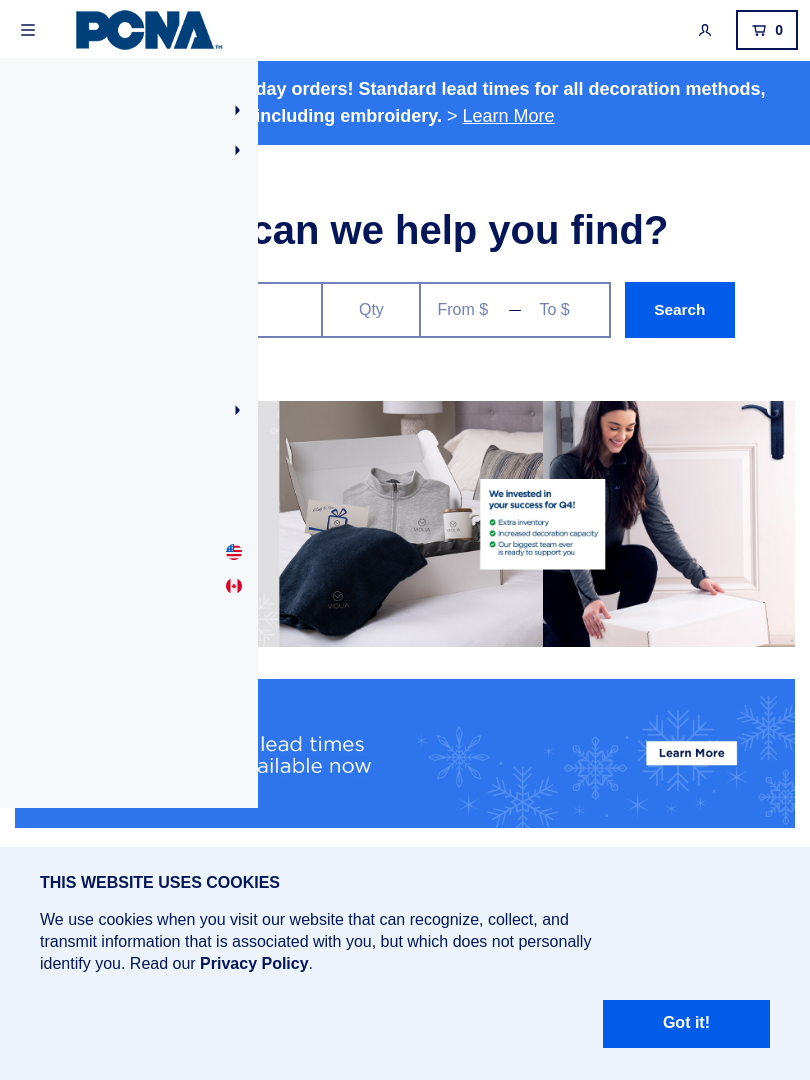 PCNA™
0
day orders! Standard lead times for all decoration methods,
including embroidery. > Learn More
can we help you find?
Qty
From $
To $
Search
We invested in
your success for Q4!
Extra inventory
Increased decoration capacity
Our biggest team ever
is ready to support you
lead times
ailable now
Learn More
THIS WEBSITE USES COOKIES
We use cookies when you visit our website that can recognize, collect, and
transmit information that is associated with you, but which does not personally
identify you. Read our Privacy Policy.
Got it!